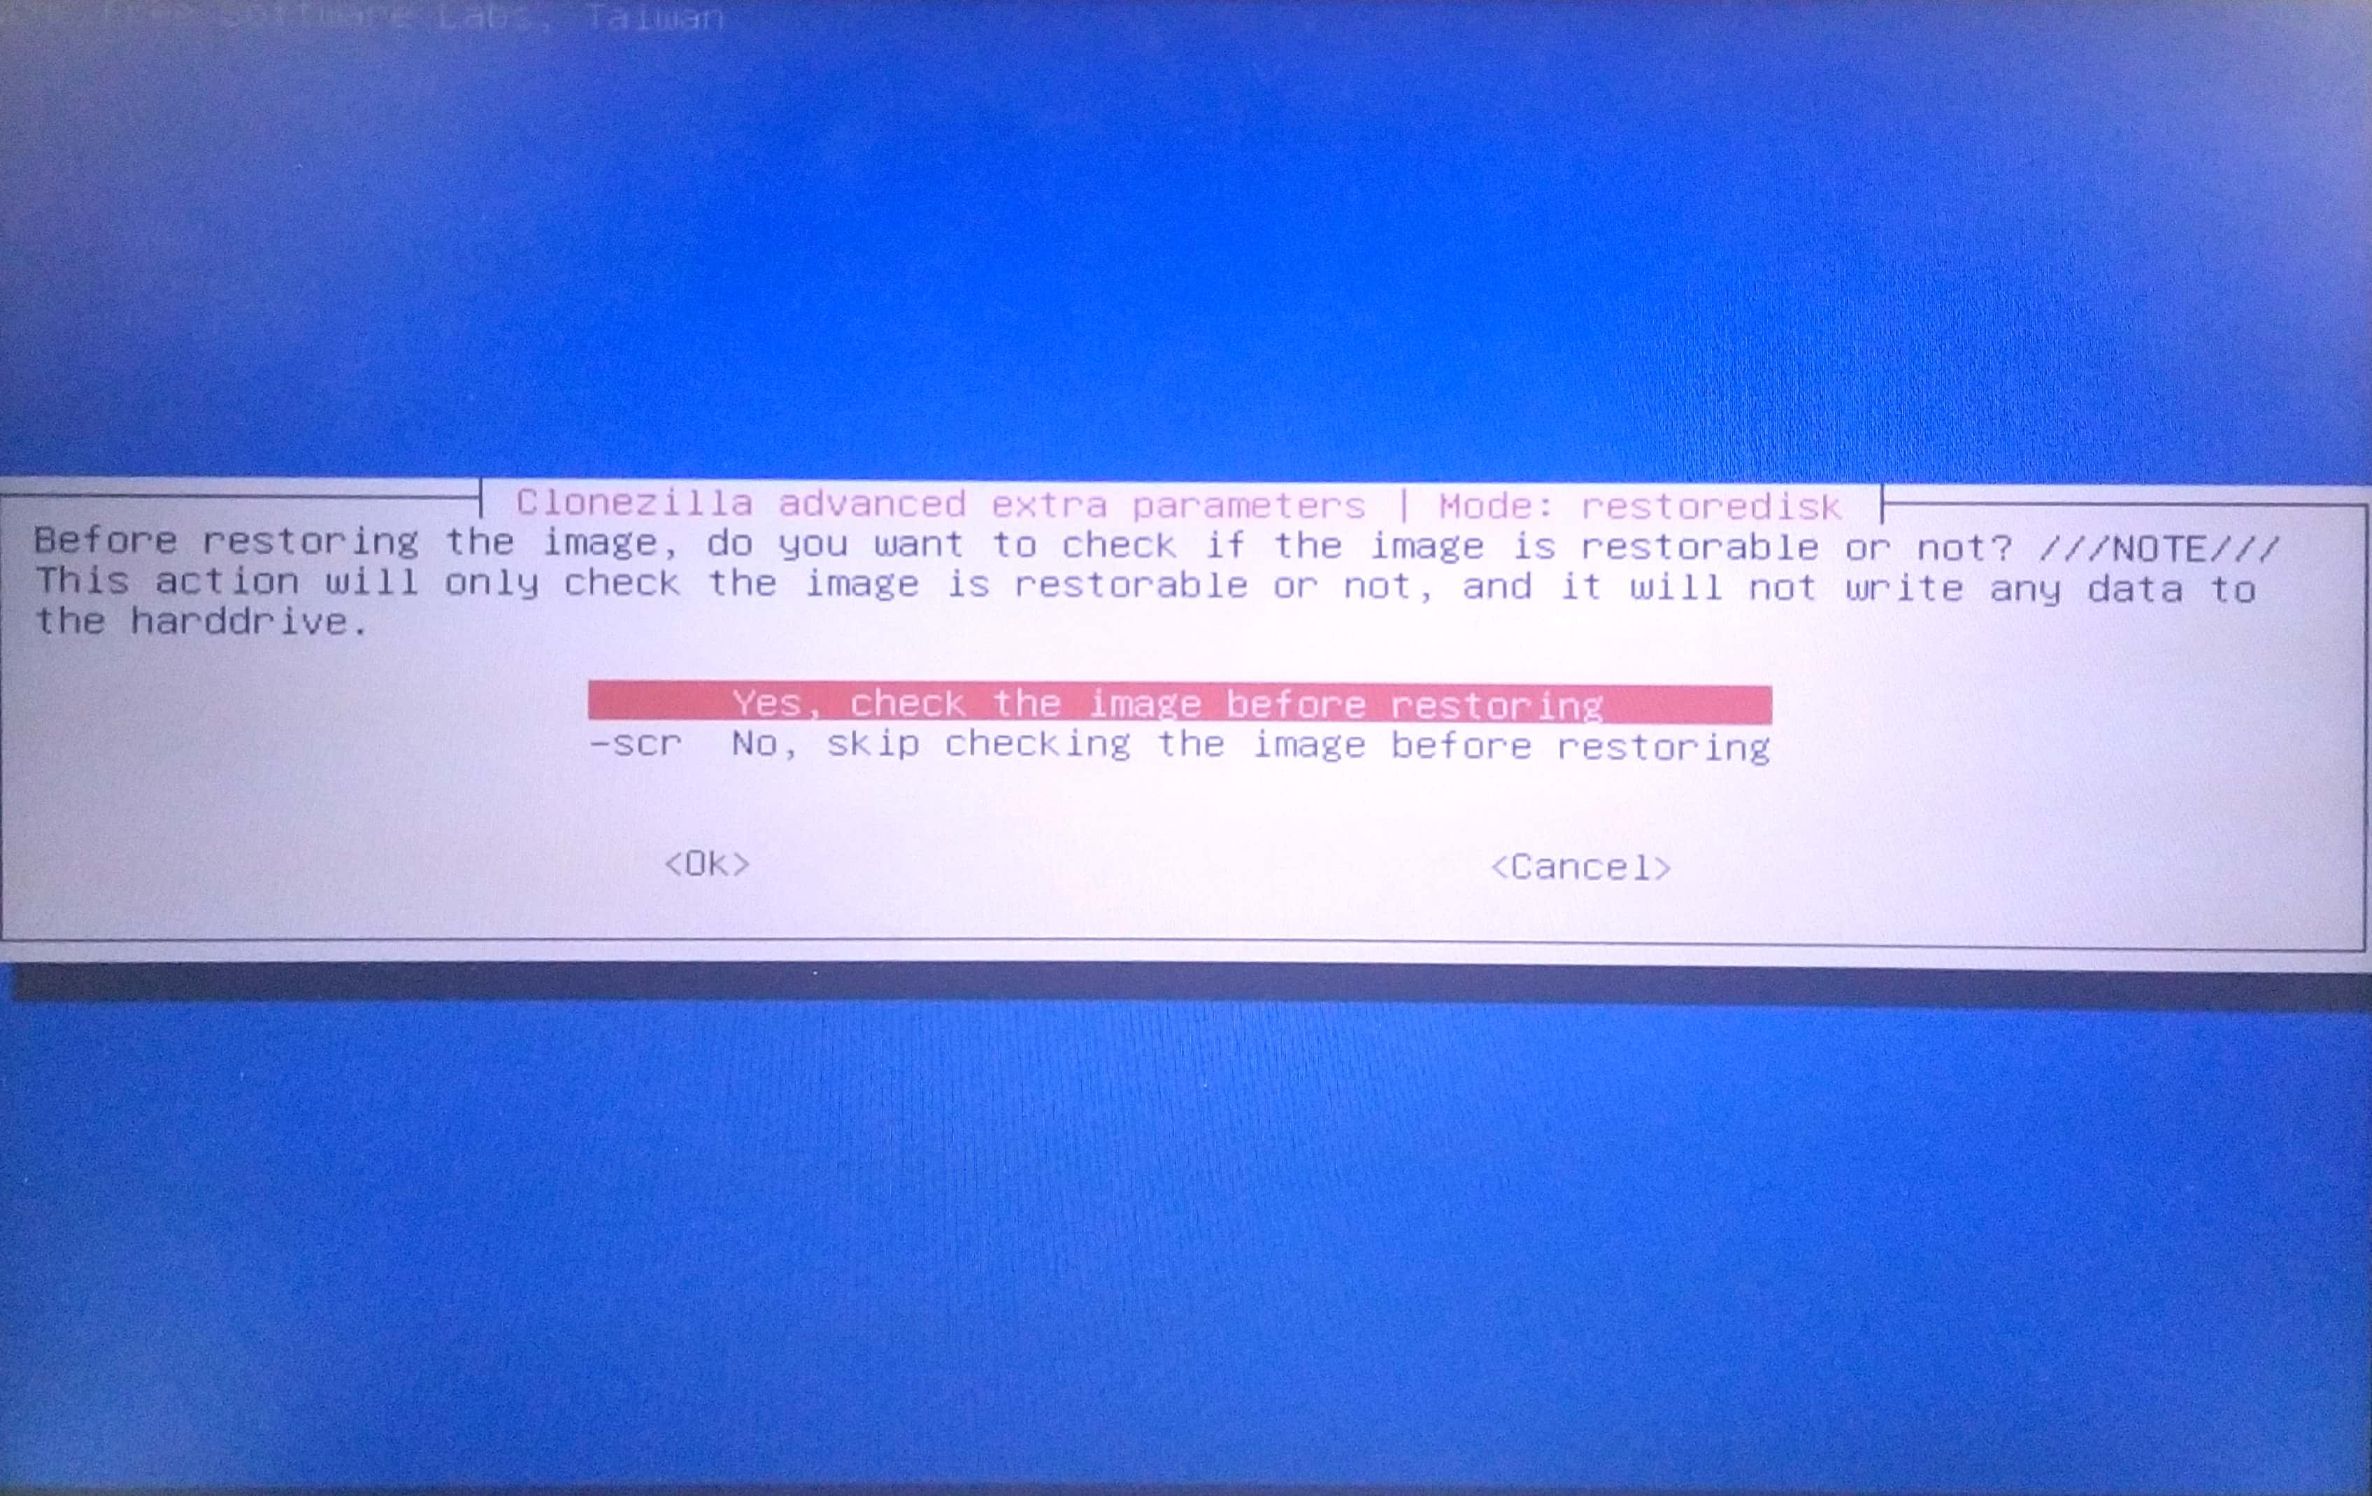 Free Software Labs, Taiwan
Clonezilla advanced extra parameters | Mode: restoredisk
Before restoring the image, do you want to check if the image is restorable or not? ///NOTE///
This action will only check the image is restorable or not, and it will not write any data to
the harddrive.
Yes, check the image before restoring
-scr No, skip checking the image before restoring
<Ok> <Cancel>